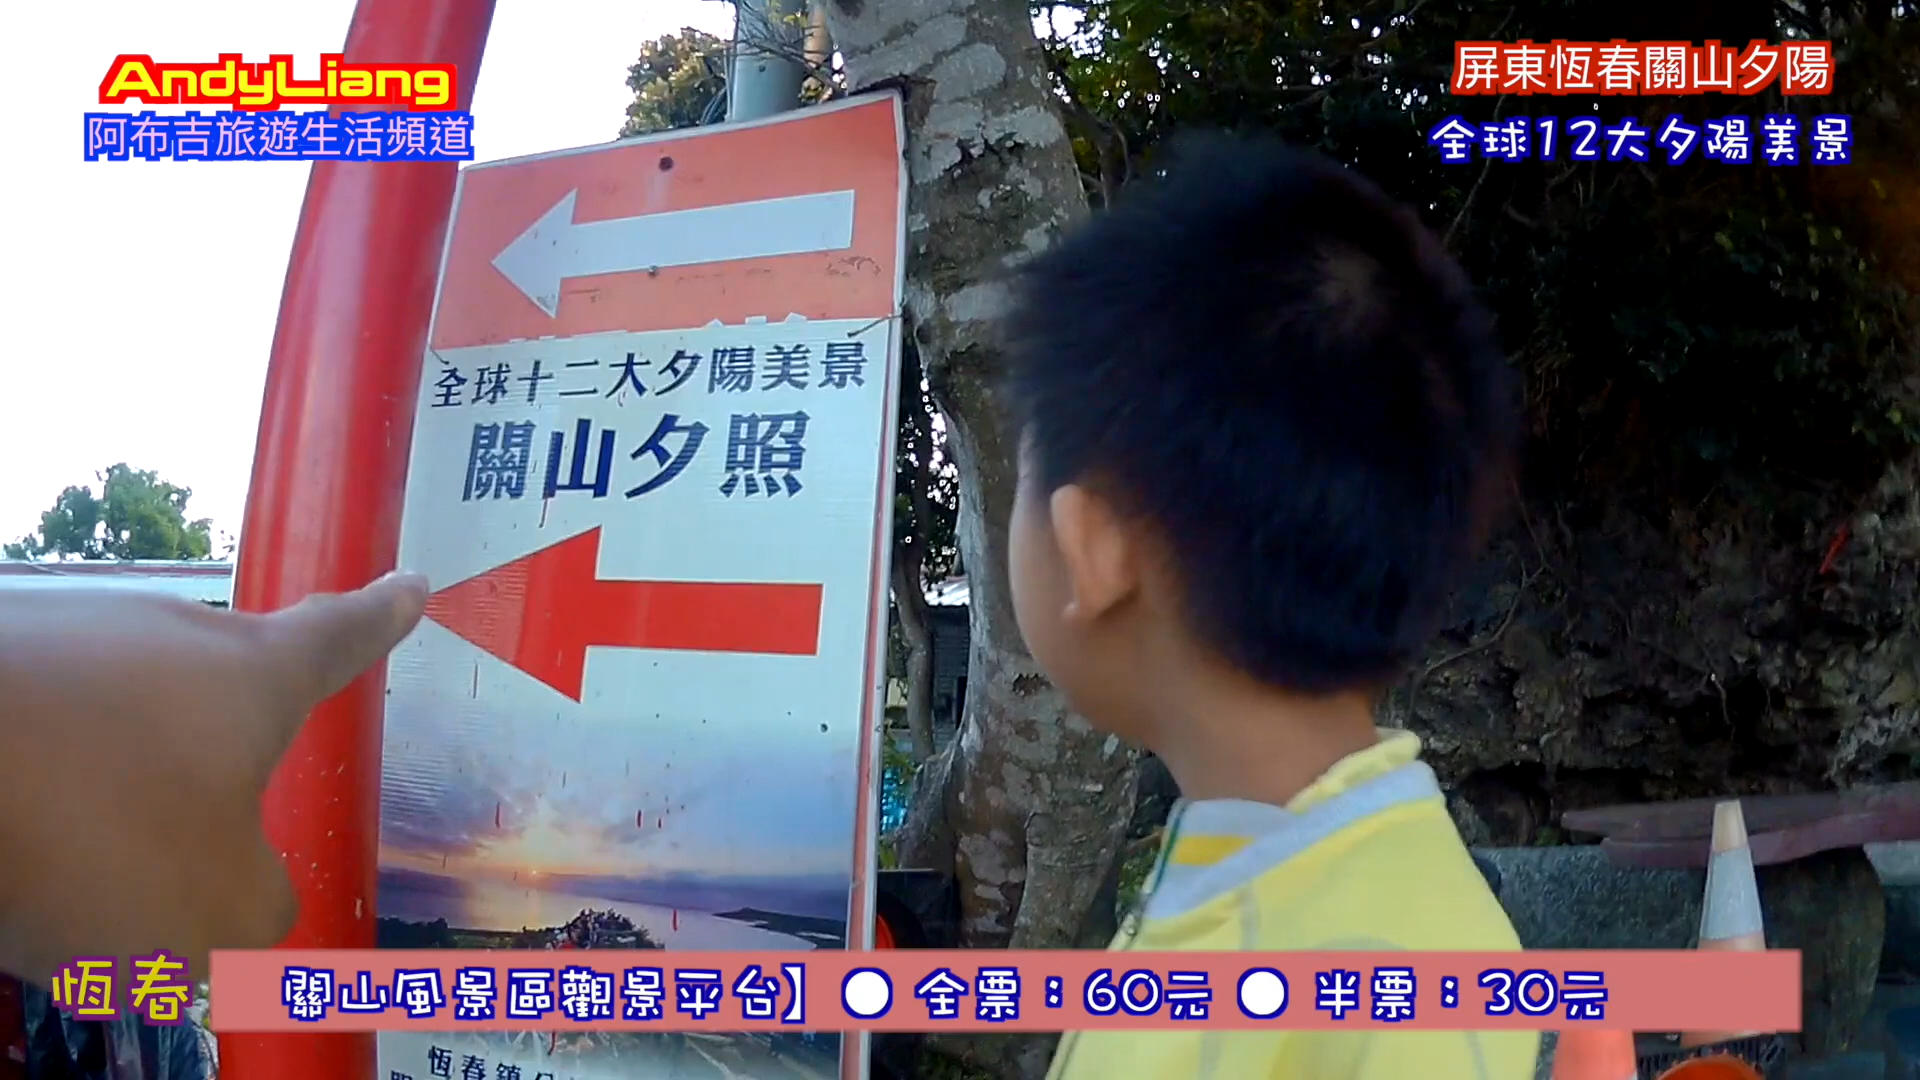 AndyLiang
阿布吉旅遊生活頻道
屏東恆春關山夕陽
全球12大夕陽美景
全球十二大夕陽美景
關山夕照
恆春
關山風景區觀景平台】● 全票：60元 ● 半票：30元
恆春鎮